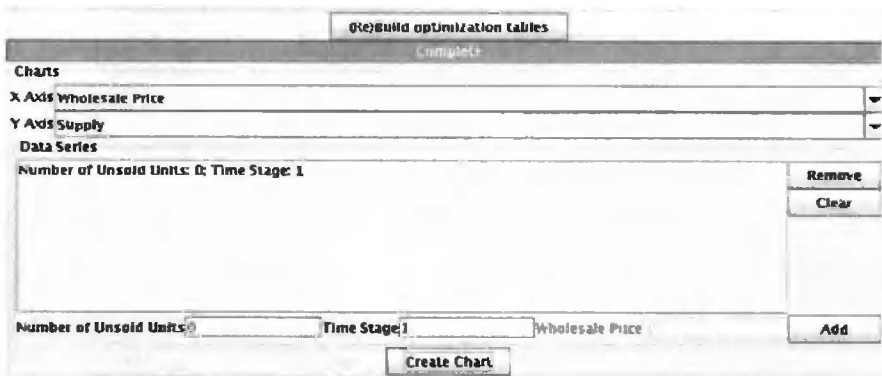 (Re)Build optimization tables
Complete
Charts
X Axis Wholesale Price
Y Axis Supply
Data Series
Number of Unsold Units: 0; Time Stage: 1
Remove
Clear
Number of Unsold Units 0 Time Stage 1 Wholesale Price Add
Create Chart